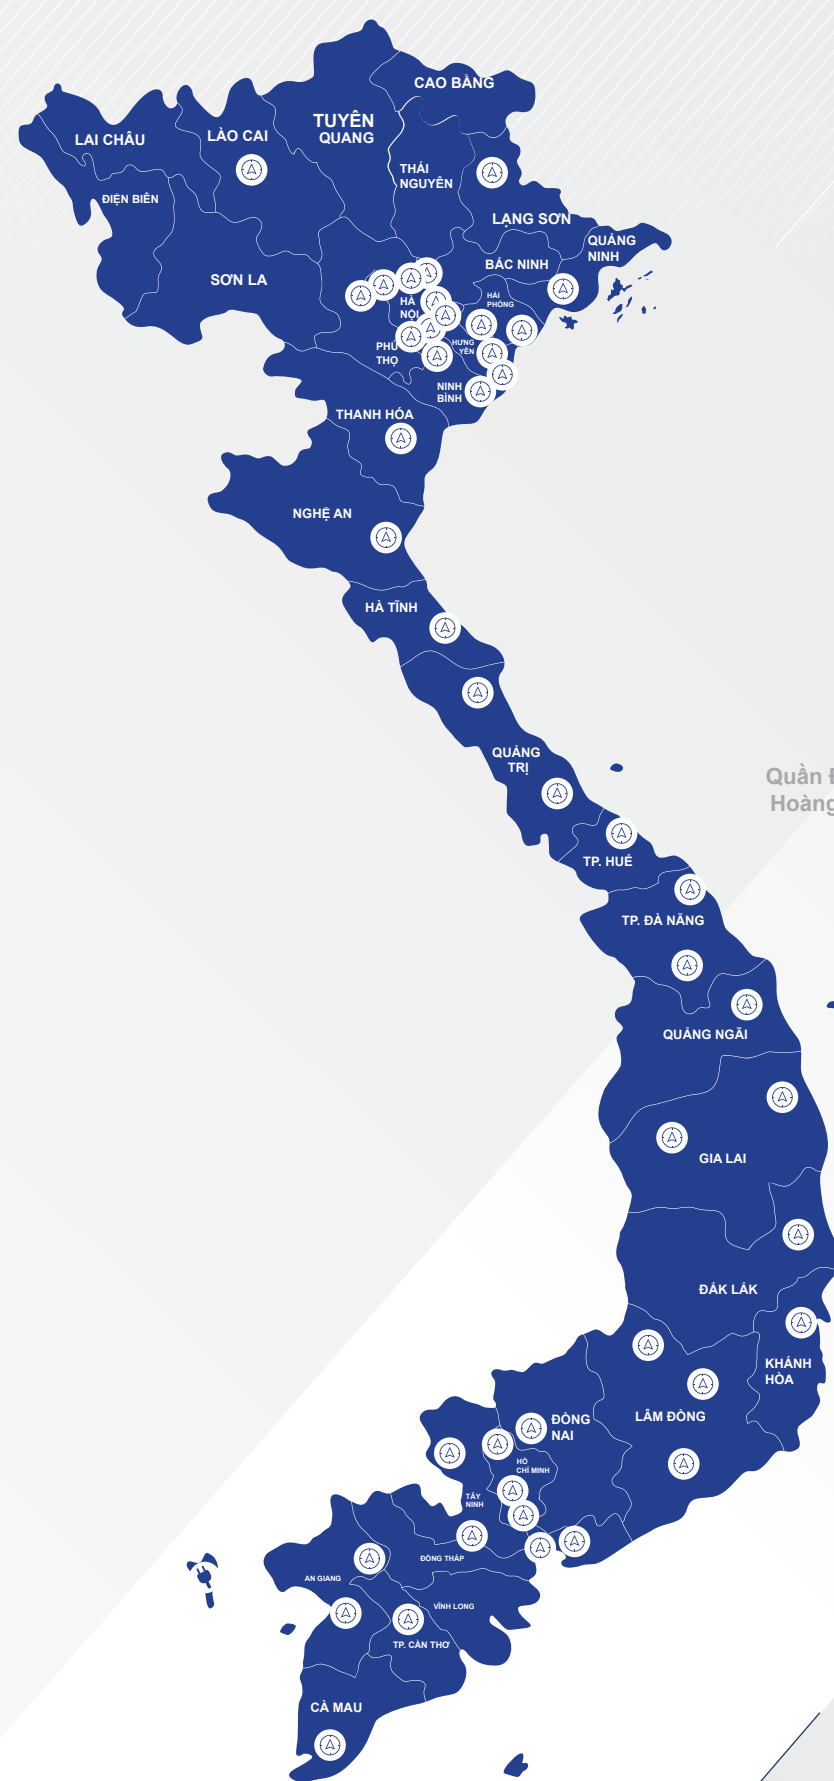 CAO BẰNG
TUYÊN
QUANG
LAI CHÂU
LÀO CAI
THÁI
NGUYÊN
ĐIỆN BIÊN
LẠNG SƠN
QUẢNG
NINH
BẮC NINH
SƠN LA
HẢI
PHÒNG
HÀ
NỘI
HƯNG
YÊN
PHÚ
THỌ
NINH
BÌNH
THANH HÓA
NGHỆ AN
HÀ TĨNH
QUẢNG
TRỊ
Quần Đ
Hoàng
TP. HUẾ
TP. ĐÀ NẴNG
QUẢNG NGÃI
GIA LAI
ĐẮK LẮK
KHÁNH
HÒA
LÂM ĐỒNG
ĐỒNG
NAI
HỒ
CHÍ MINH
TÂY
NINH
ĐỒNG THÁP
AN GIANG
VĨNH LONG
TP. CẦN THƠ
CÀ MAU